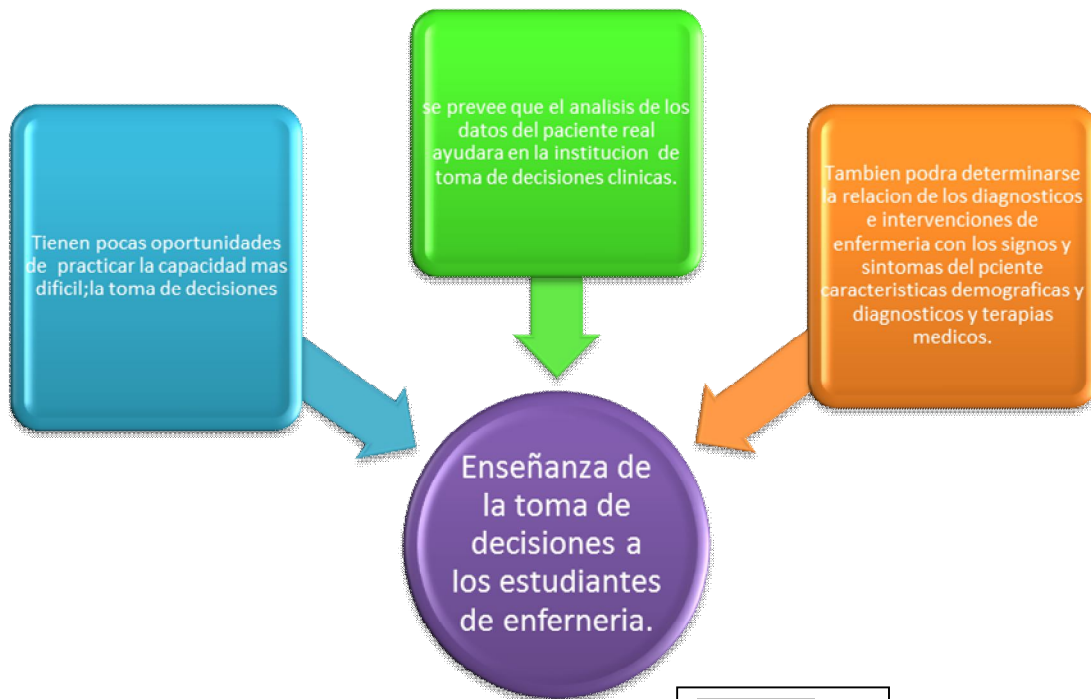 se prevee que el analisis de los
datos del paciente real
ayudara en la institucion de
toma de decisiones clinicas.
Tienen pocas oportunidades
de practicar la capacidad mas
dificil;la toma de decisiones
Tambien podra determinarse
la relacion de los diagnosticos
e intervenciones de
enfermeria con los signos y
sintomas del pciente
caracteristicas demograficas y
diagnosticos y terapias
medicos.
Enseñanza de
la toma de
decisiones a
los estudiantes
de enferneria.